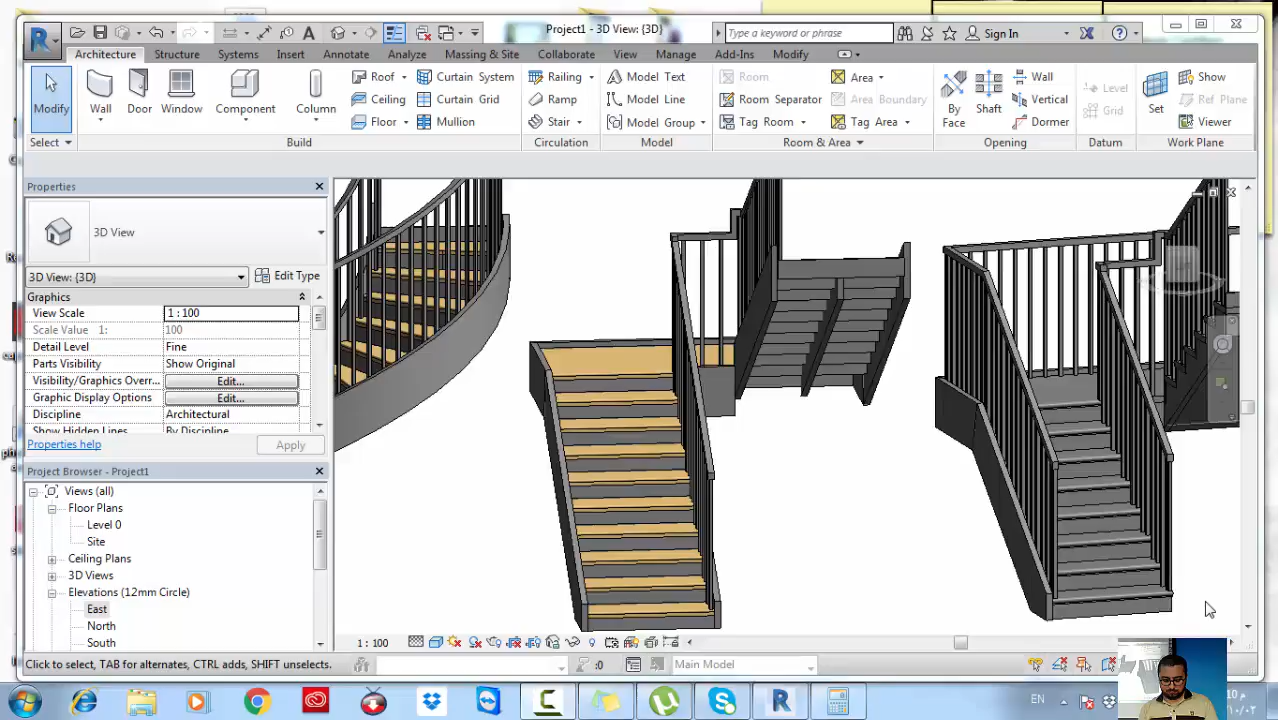 Project1 - 3D View: {3D}
Type a keyword or phrase
Sign In
Architecture Structure Systems Insert Annotate Analyze Massing & Site Collaborate View Manage Add-Ins Modify
Modify
Wall
Door
Window
Component
Column
Roof
Ceiling
Floor
Curtain System
Curtain Grid
Mullion
Railing
Ramp
Stair
Model Text
Model Line
Model Group
Room
Room Separator
Tag Room
Area
Area Boundary
Tag Area
By Face
Shaft
Wall
Vertical
Dormer
Level
Grid
Set
Show
Ref Plane
Viewer
Select Build Circulation Model Room & Area Opening Datum Work Plane
Properties
3D View
3D View: {3D} Edit Type
Graphics
View Scale 1 : 100
Scale Value 1: 100
Detail Level Fine
Parts Visibility Show Original
Visibility/Graphics Overr... Edit...
Graphic Display Options Edit...
Discipline Architectural
Show Hidden Lines By Discipline
Properties help Apply
Project Browser - Project1
Views (all)
Floor Plans
Level 0
Site
Ceiling Plans
3D Views
Elevations (12mm Circle)
East
North
South
1 : 100
Click to select, TAB for alternates, CTRL adds, SHIFT unselects.
:0
Main Model
EN